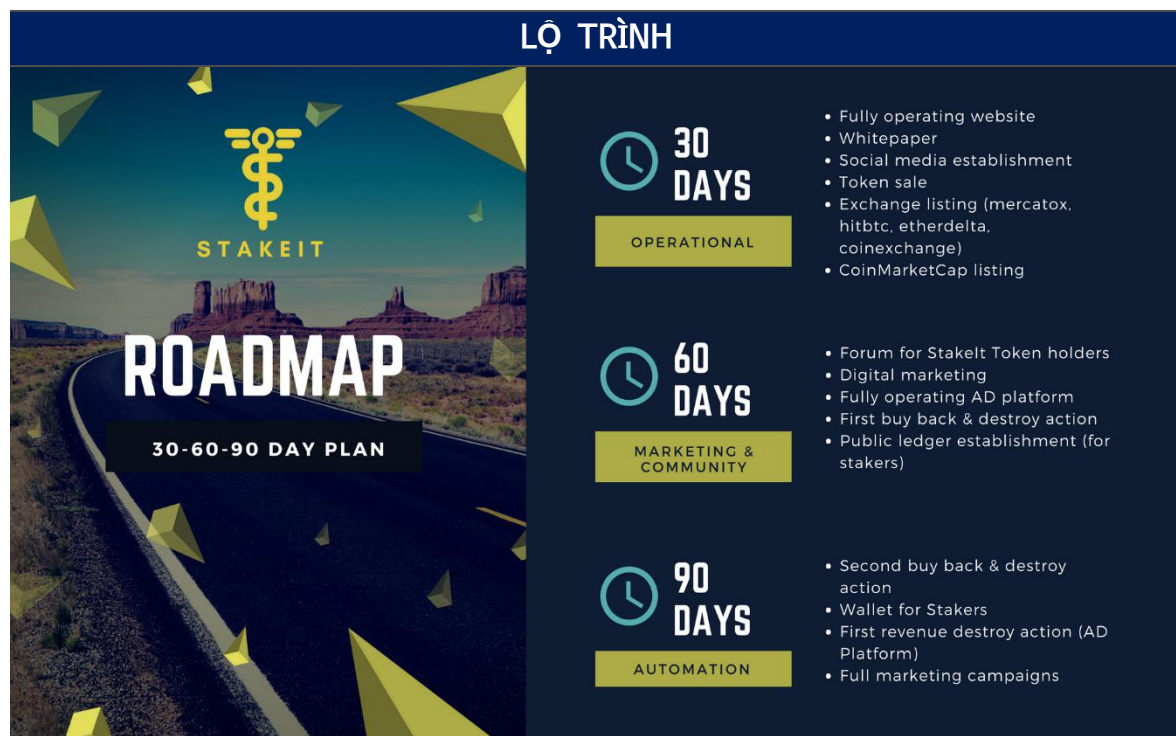 LỘ TRÌNH
STAKEIT
ROADMAP
30-60-90 DAY PLAN
30
DAYS
OPERATIONAL
• Fully operating website
• Whitepaper
• Social media establishment
• Token sale
• Exchange listing (mercatox,
hitbtc, etherdelta,
coinexchange)
• CoinMarketCap listing
60
DAYS
MARKETING &
COMMUNITY
• Forum for StakeIt Token holders
• Digital marketing
• Fully operating AD platform
• First buy back & destroy action
• Public ledger establishment (for
stakers)
90
DAYS
AUTOMATION
• Second buy back & destroy
action
• Wallet for Stakers
• First revenue destroy action (AD
Platform)
• Full marketing campaigns